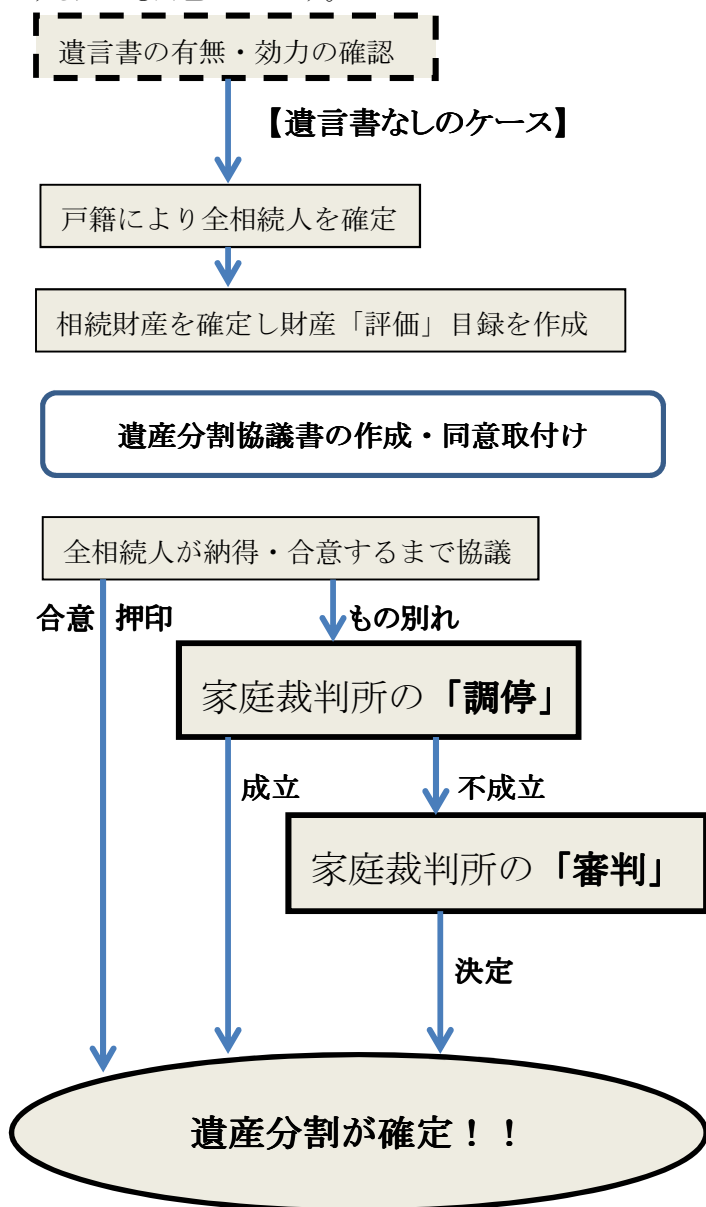 遺言書の有無・効力の確認
【遺言書なしのケース】
戸籍により全相続人を確定
相続財産を確定し財産「評価」目録を作成
遺産分割協議書の作成・同意取付け
全相続人が納得・合意するまで協議
合意 押印
もの別れ
家庭裁判所の「調停」
成立
不成立
家庭裁判所の「審判」
決定
遺産分割が確定！！